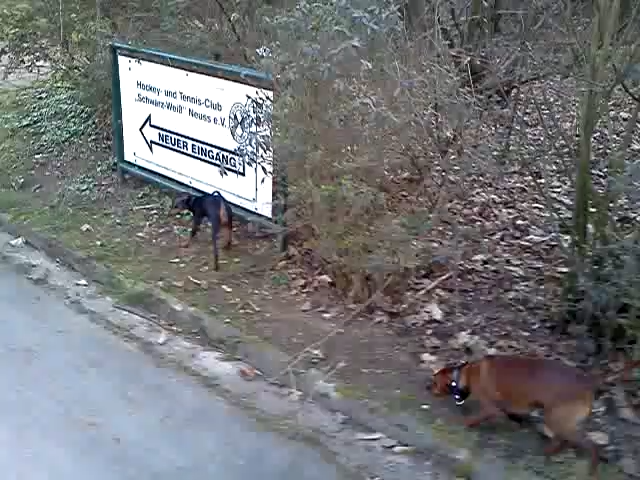 Hockey- und Tennis-Club
„Schwarz-Weiß" Neuss e.V.
NEUER EINGANG